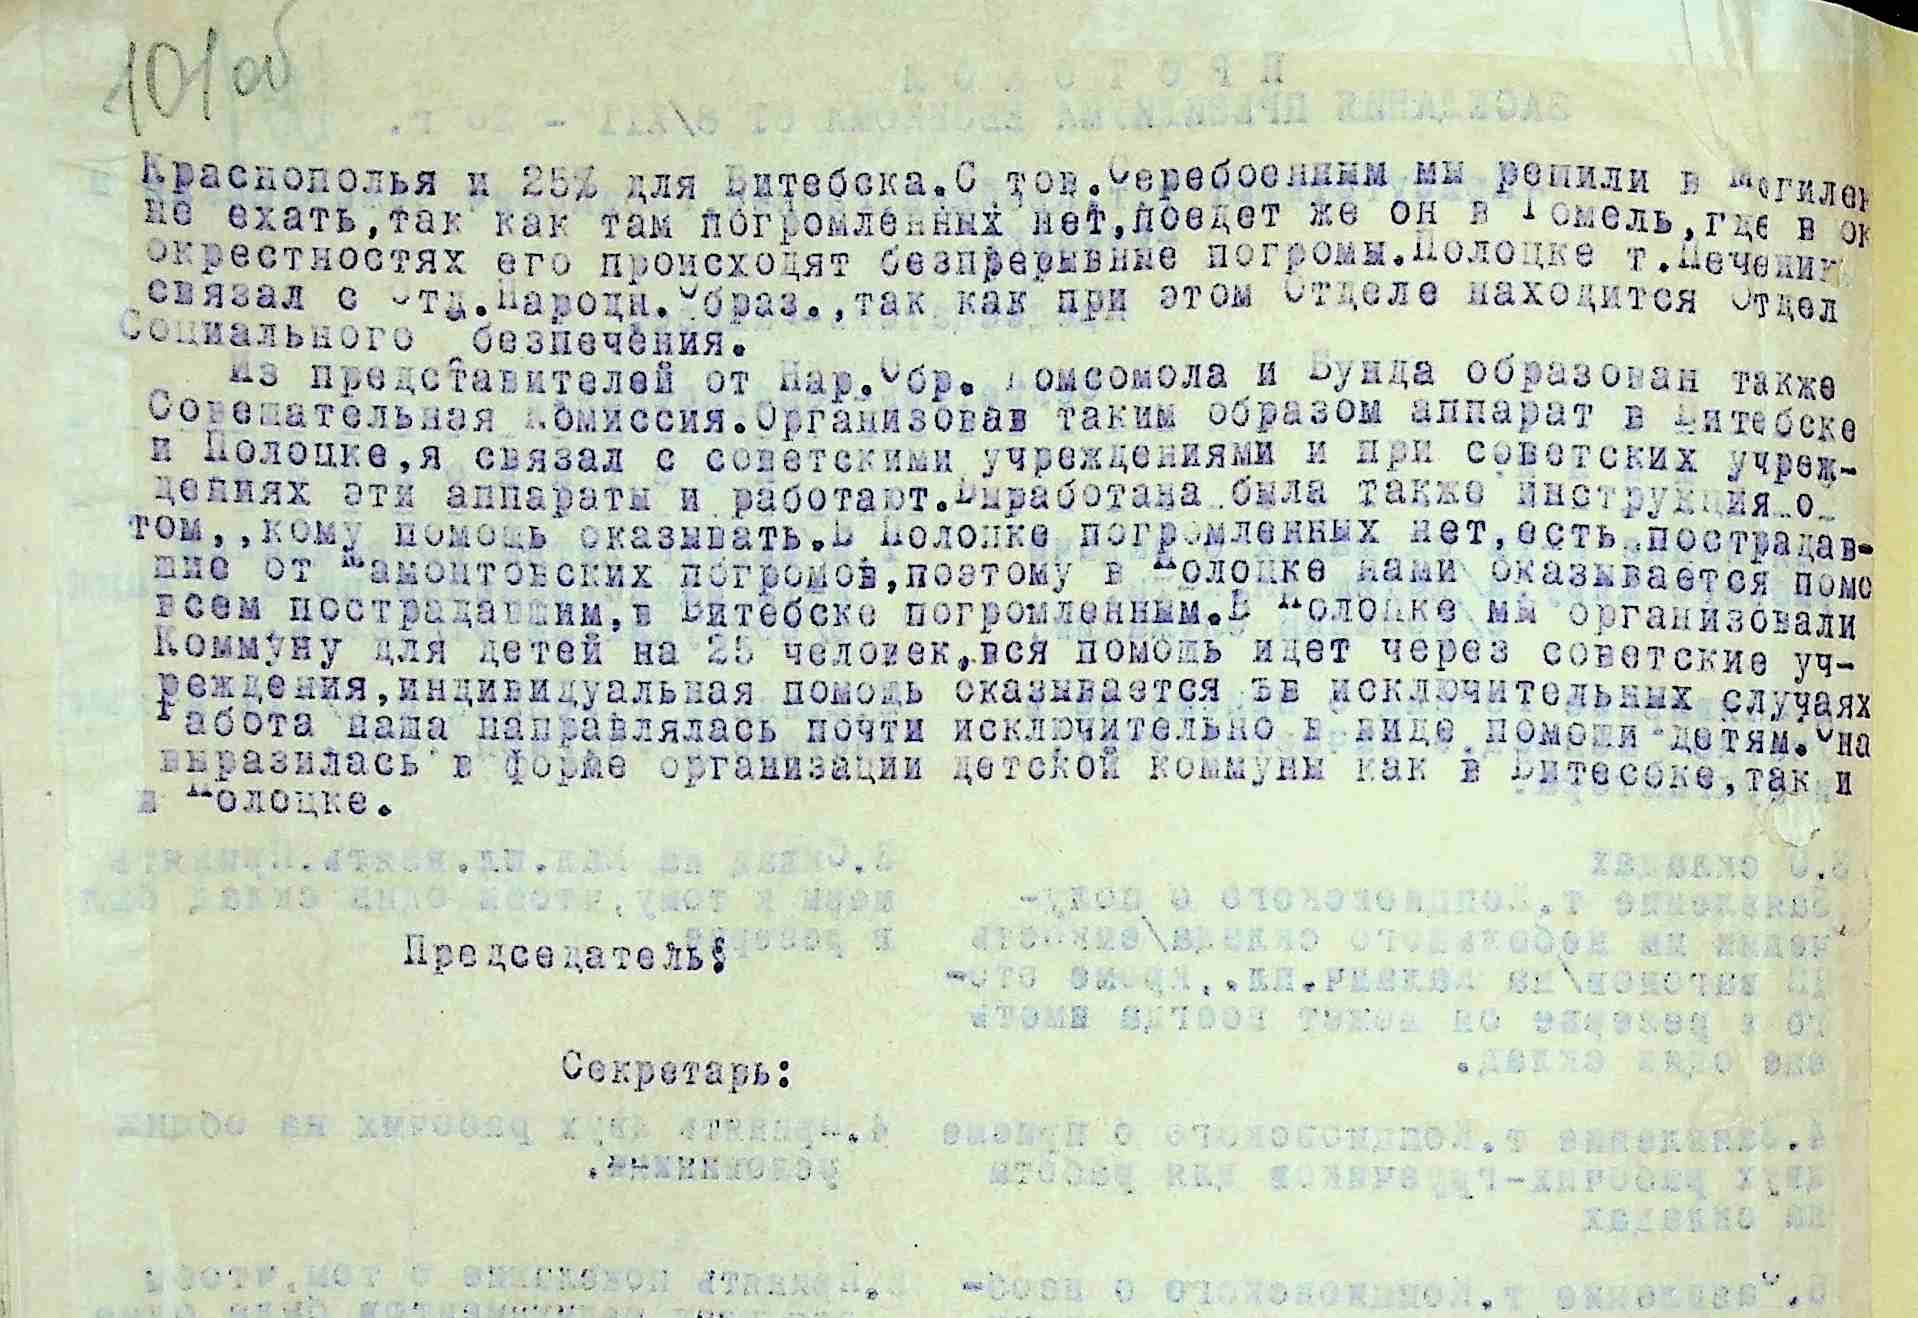 101об
Краснополья и 25% для Витебска.С тов.Серебоенным мы решили в Могилев
не ехать,так как там погромленных нет,поедет же он в Гомель,где в ок
окрестностях его происходят безпрерывные погромы.Полоцке т.
связал с Отд.Народн.Образ.,так как при этом Отделе находится Отдел
Социального безпечения.
Из представителей от Нар.Обр. Комсомола и Бунда образован также
Совещательная Комиссия.Организовав таким образом аппарат в Витебске
и Полоцке,я связал с советскими учреждениями и при советских учреж-
дениях эти аппараты и работают.Выработана была также инструкция о
том,,кому помощь оказывать.В Полоцке погромленных нет,есть пострадав-
шие от Мамонтовских погромов,поэтому в Полоцке нами оказывается помо
всем пострадавшим,в Витебске погромленным.В Полоцке мы организовали
Коммуну для детей на 25 человек,вся помощь идет через советские уч-
реждения,индивидуальная помощь оказывается ъв исключительных случаях
Работа наша направлялась почти исключительно в виде помощи детям.Она
выразилась в форме организации детской коммуны как в Витебске,так и
в Полоцке.
Председатель:
Секретарь: